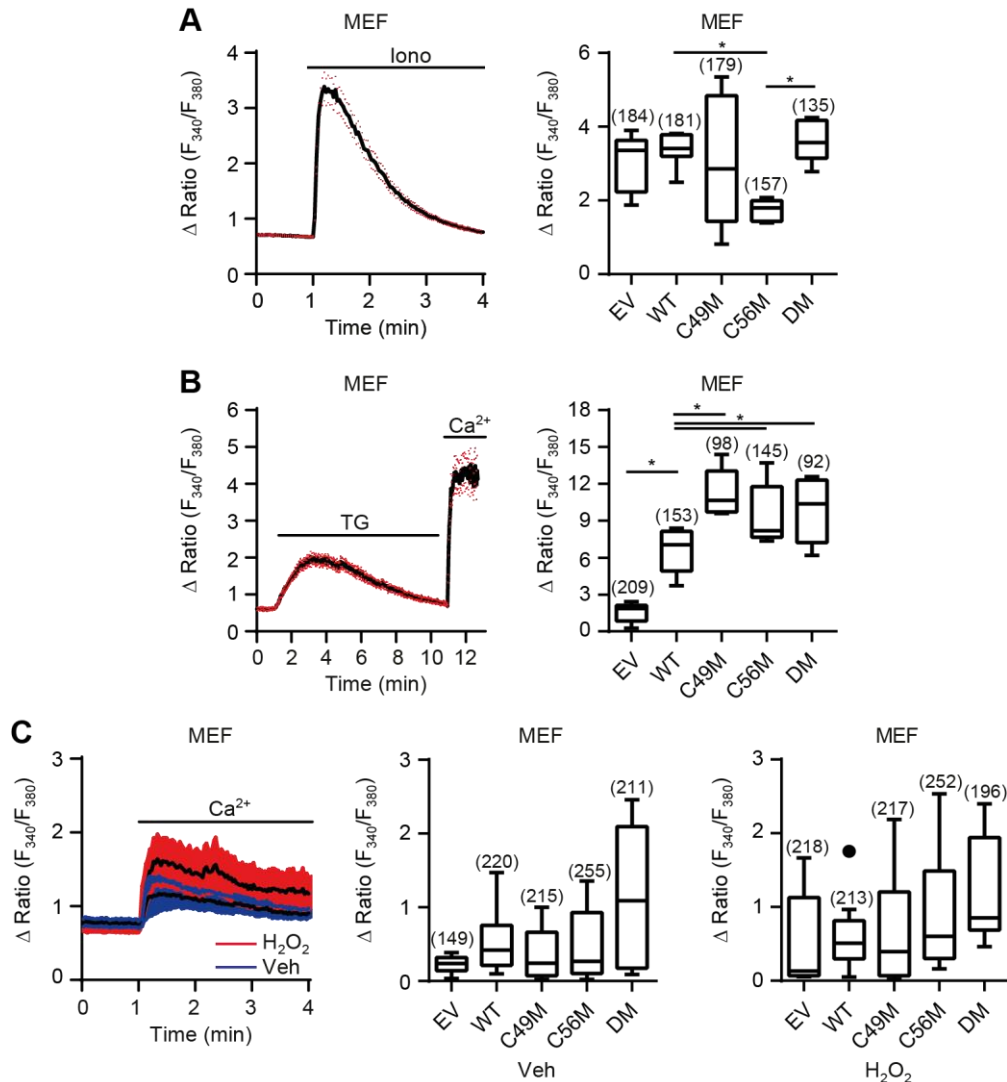 A
MEF
Iono
Δ Ratio (F340/F380)
4
3
2
1
0
0 1 2 3 4
Time (min)
MEF
*
*
(184) (181) (179) (157) (135)
Δ Ratio (F340/F380)
6
4
2
0
EV WT C49M C56M DM
B
MEF
Ca2+
TG
Δ Ratio (F340/F380)
6
5
4
3
2
1
0
0 2 4 6 8 10 12
Time (min)
MEF
*
*
*
(209) (153) (98) (145) (92)
Δ Ratio (F340/F380)
18
15
12
9
6
3
0
EV WT C49M C56M DM
C
MEF
Ca2+
Δ Ratio (F340/F380)
3
2
1
0
H2O2
Veh
0 1 2 3 4
Time (min)
MEF
(149) (220) (215) (255) (211)
Δ Ratio (F340/F380)
3
2
1
0
EV WT C49M C56M DM
Veh
MEF
(218) (213) (217) (252) (196)
Δ Ratio (F340/F380)
3
2
1
0
EV WT C49M C56M DM
H2O2